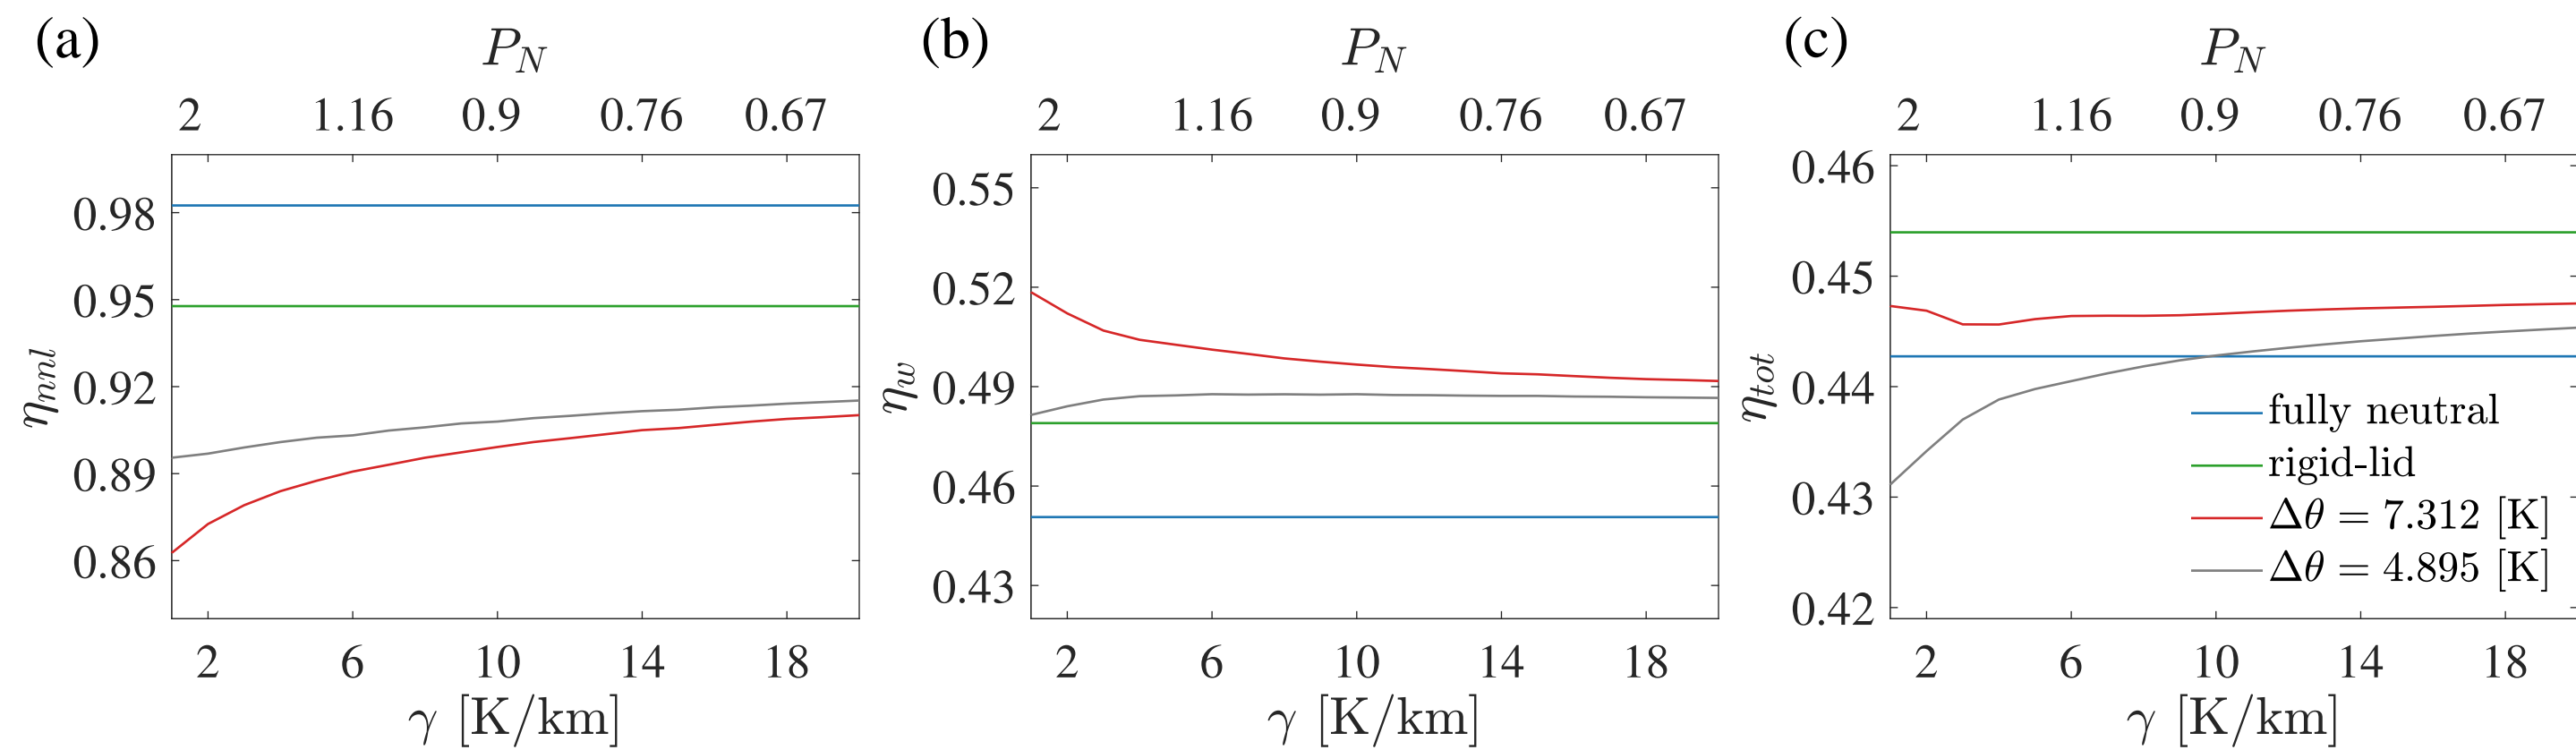 (a)
P_N
2 1.16 0.9 0.76 0.67
0.98
0.95
0.92
0.89
0.86
η_nnl
2 6 10 14 18
γ [K/km]
(b)
P_N
2 1.16 0.9 0.76 0.67
0.55
0.52
0.49
0.46
0.43
η_w
2 6 10 14 18
γ [K/km]
(c)
P_N
2 1.16 0.9 0.76 0.67
0.46
0.45
0.44
0.43
0.42
η_tot
fully neutral
rigid-lid
Δθ = 7.312 [K]
Δθ = 4.895 [K]
2 6 10 14 18
γ [K/km]